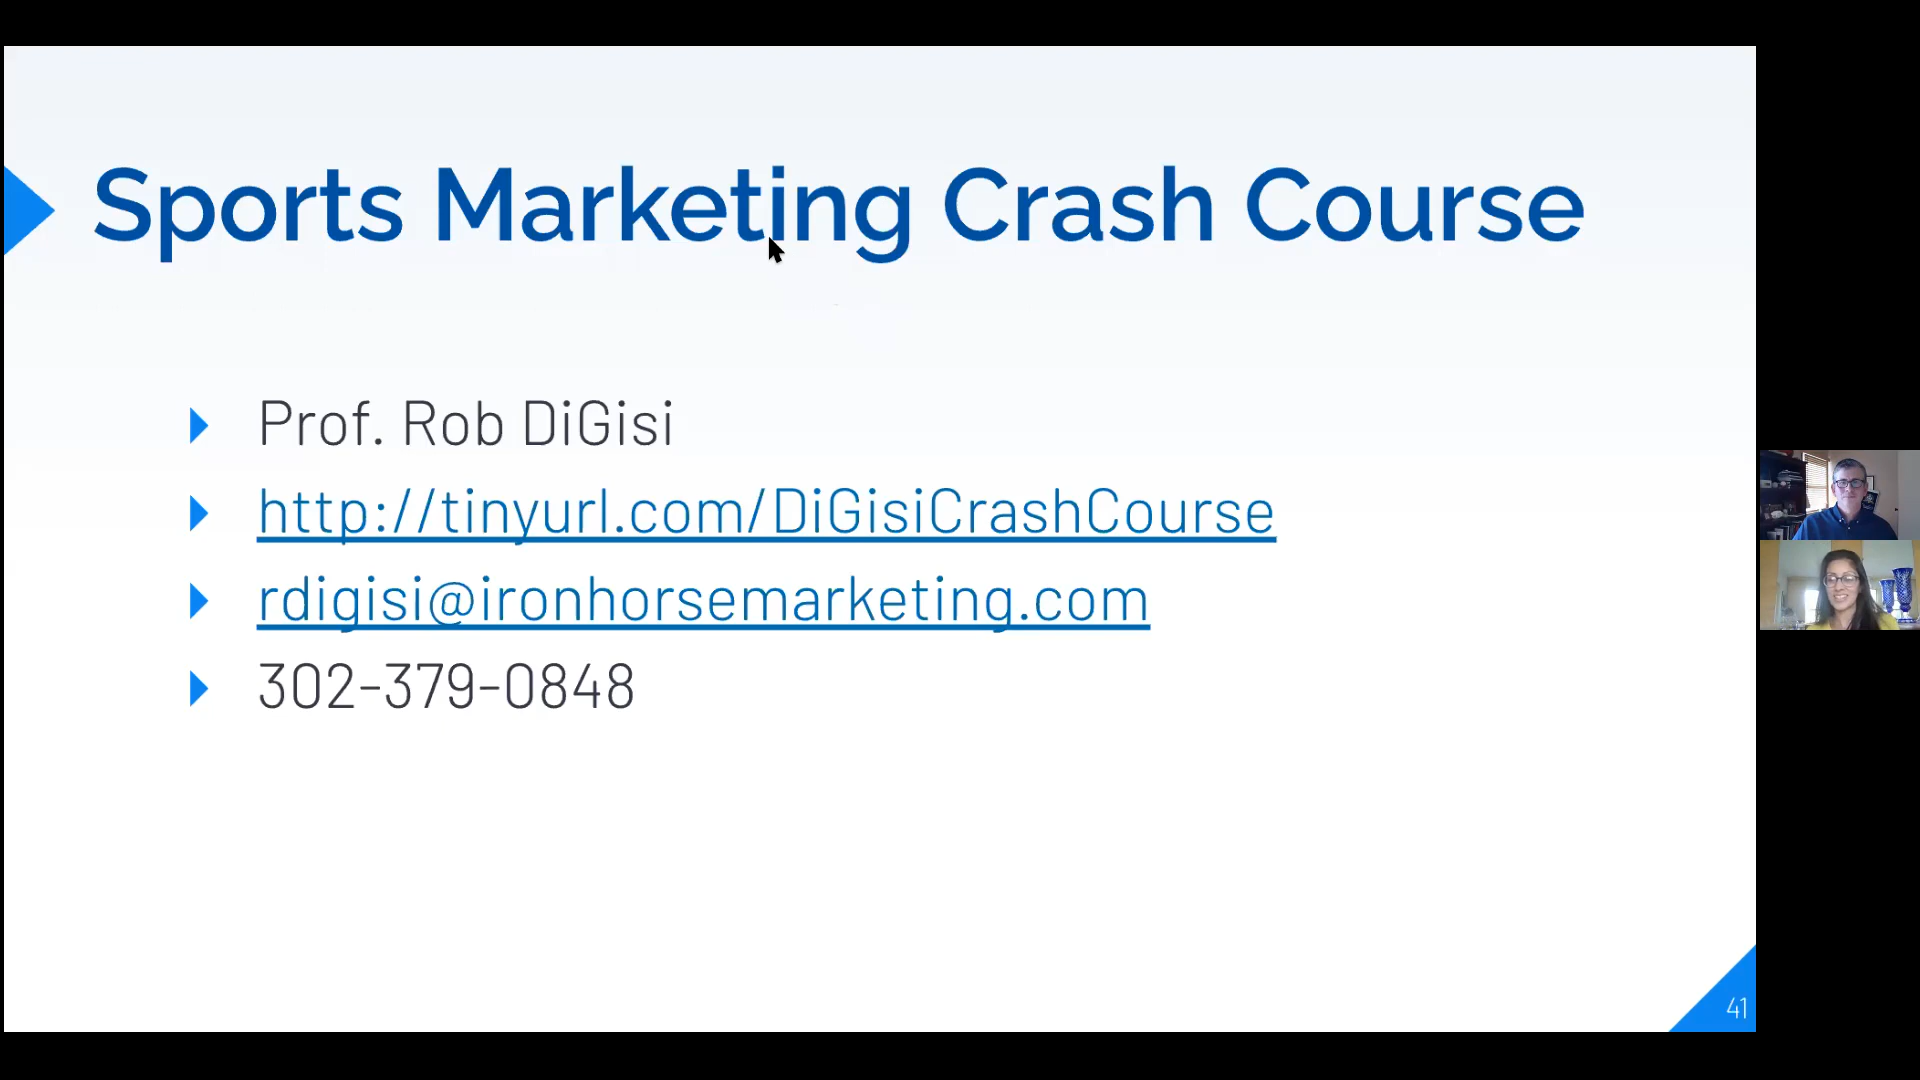 Sports Marketing Crash Course
Prof. Rob DiGisi
http://tinyurl.com/DiGisiCrashCourse
rdigisi@ironhorsemarketing.com
302-379-0848
41